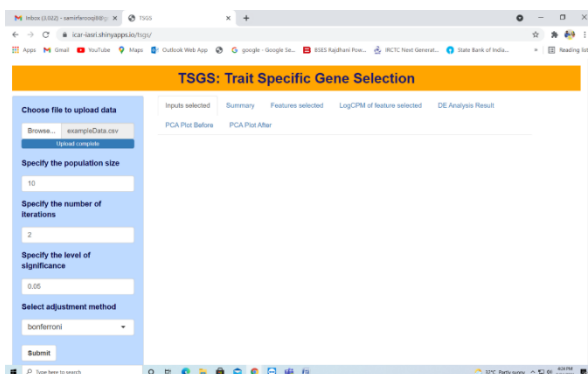 TSGS
icar-iasri.shinyapps.io/tsgs/
Apps Gmail YouTube Maps Outlook Web App google - Google Se... BSES Rajdhani Pow... IRCTC Next Generat... State Bank of India... » Reading list
TSGS: Trait Specific Gene Selection
Choose file to upload data
Browse... exampleData.csv
Upload complete
Specify the population size
10
Specify the number of
iterations
2
Specify the level of
significance
0.05
Select adjustment method
bonferroni
Submit
Inputs selected Summary Features selected LogCPM of feature selected DE Analysis Result
PCA Plot Before PCA Plot After
Type here to search
32°C Partly sunny